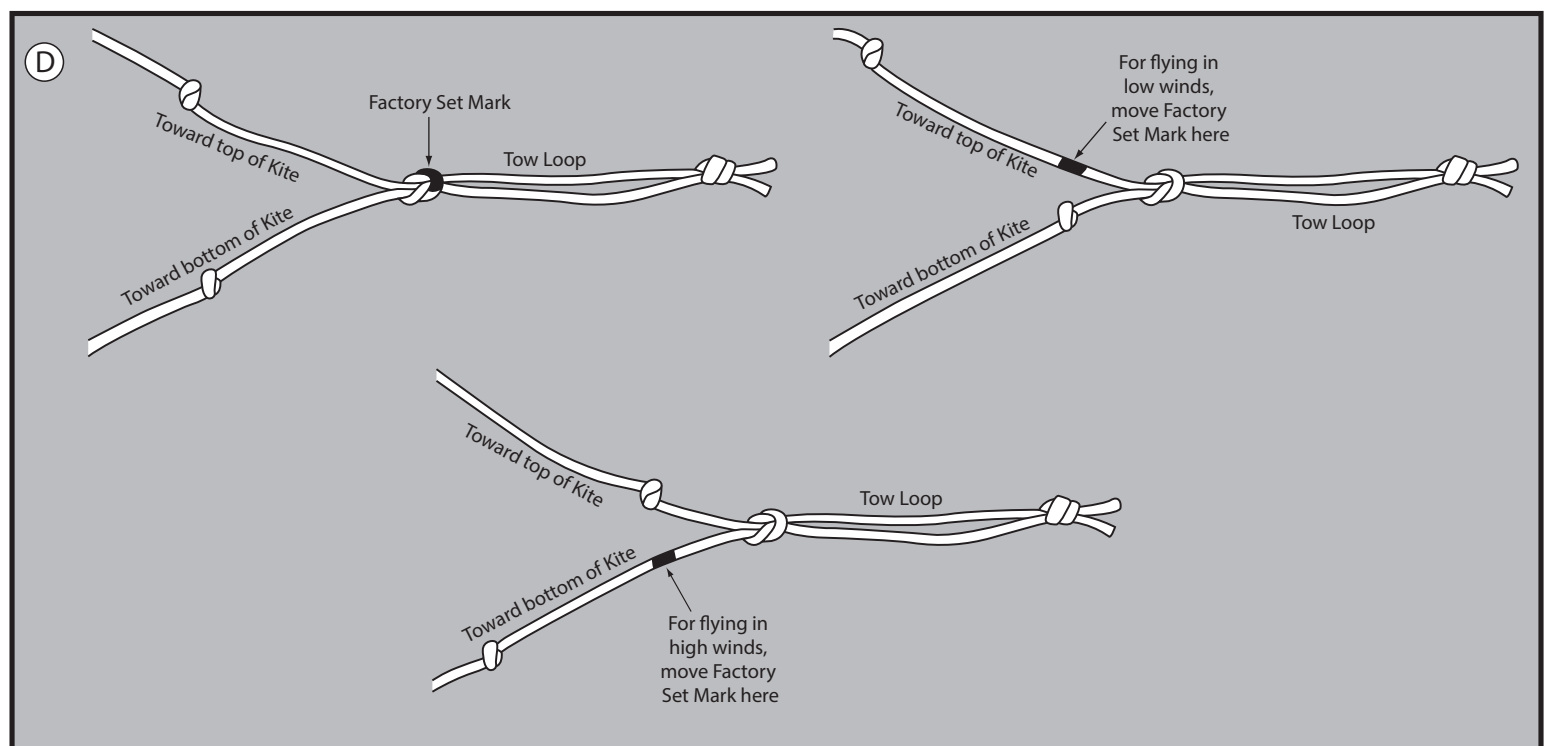 D
Factory Set Mark
Toward top of Kite
Tow Loop
Toward bottom of Kite
For flying in
low winds,
move Factory
Set Mark here
Toward top of Kite
Tow Loop
Toward bottom of Kite
Toward top of Kite
Tow Loop
Toward bottom of Kite
For flying in
high winds,
move Factory
Set Mark here